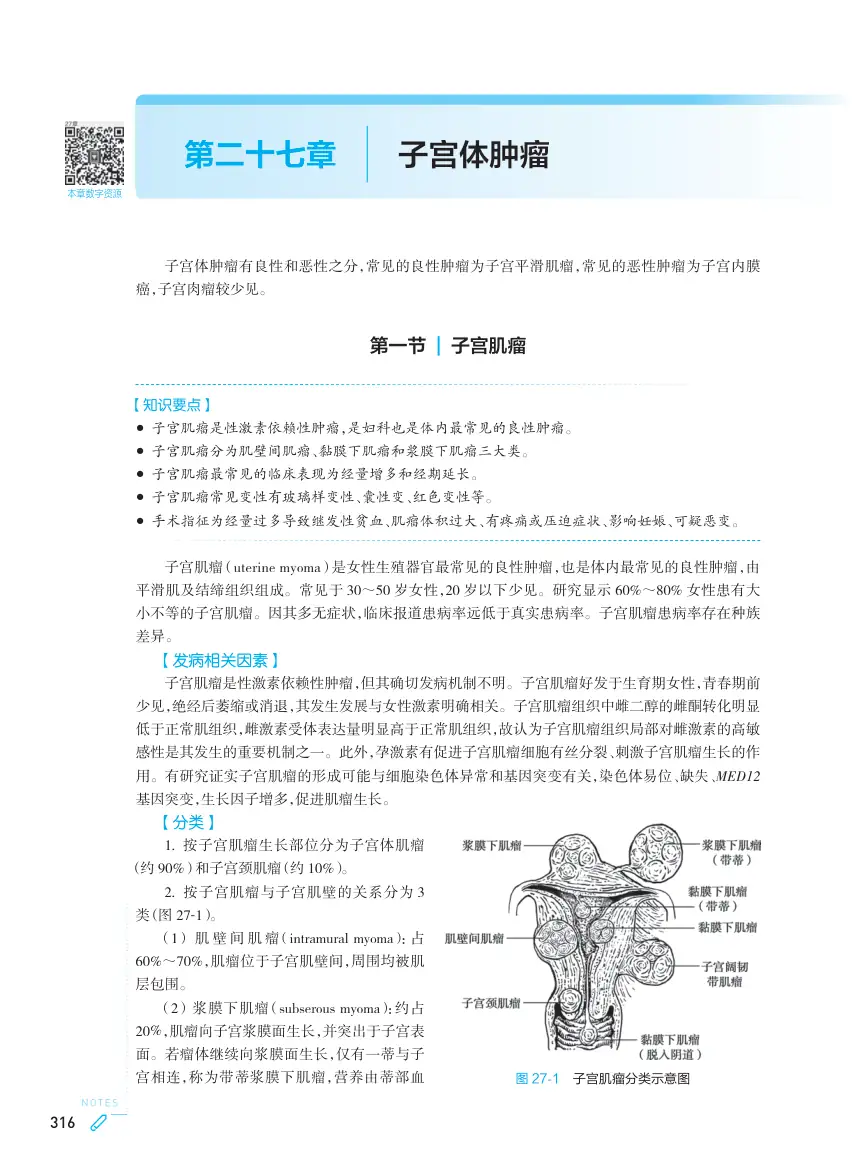 27章
本章数字资源
第二十七章
子宫体肿瘤
子宫体肿瘤有良性和恶性之分,常见的良性肿瘤为子宫平滑肌瘤,常见的恶性肿瘤为子宫内膜
癌,子宫肉瘤较少见。
第一节 | 子宫肌瘤
【知识要点】
● 子宫肌瘤是性激素依赖性肿瘤,是妇科也是体内最常见的良性肿瘤。
● 子宫肌瘤分为肌壁间肌瘤、黏膜下肌瘤和浆膜下肌瘤三大类。
● 子宫肌瘤最常见的临床表现为经量增多和经期延长。
● 子宫肌瘤常见变性有玻璃样变性、囊性变、红色变性等。
● 手术指征为经量过多导致继发性贫血、肌瘤体积过大、有疼痛或压迫症状、影响妊娠、可疑恶变。
子宫肌瘤(uterine myoma)是女性生殖器官最常见的良性肿瘤,也是体内最常见的良性肿瘤,由
平滑肌及结缔组织组成。常见于 30～50 岁女性,20 岁以下少见。研究显示 60%～80% 女性患有大
小不等的子宫肌瘤。因其多无症状,临床报道患病率远低于真实患病率。子宫肌瘤患病率存在种族
差异。
【发病相关因素】
子宫肌瘤是性激素依赖性肿瘤,但其确切发病机制不明。子宫肌瘤好发于生育期女性,青春期前
少见,绝经后萎缩或消退,其发生发展与女性激素明确相关。子宫肌瘤组织中雌二醇的雌酮转化明显
低于正常肌组织,雌激素受体表达量明显高于正常肌组织,故认为子宫肌瘤组织局部对雌激素的高敏
感性是其发生的重要机制之一。此外,孕激素有促进子宫肌瘤细胞有丝分裂、刺激子宫肌瘤生长的作
用。有研究证实子宫肌瘤的形成可能与细胞染色体异常和基因突变有关,染色体易位、缺失、MED12
基因突变,生长因子增多,促进肌瘤生长。
【分类】
1. 按子宫肌瘤生长部位分为子宫体肌瘤
(约 90%)和子宫颈肌瘤(约 10%)。
2. 按子宫肌瘤与子宫肌壁的关系分为 3
类(图 27-1)。
(1)肌壁间肌瘤(intramural myoma):占
60%～70%,肌瘤位于子宫肌壁间,周围均被肌
层包围。
(2)浆膜下肌瘤(subserous myoma):约占
20%,肌瘤向子宫浆膜面生长,并突出于子宫表
面。若瘤体继续向浆膜面生长,仅有一蒂与子
宫相连,称为带蒂浆膜下肌瘤,营养由蒂部血
浆膜下肌瘤
肌壁间肌瘤
子宫颈肌瘤
浆膜下肌瘤
(带蒂)
黏膜下肌瘤
(带蒂)
黏膜下肌瘤
子宫阔韧
带肌瘤
黏膜下肌瘤
(脱入阴道)
图 27-1 子宫肌瘤分类示意图
NOTES
316